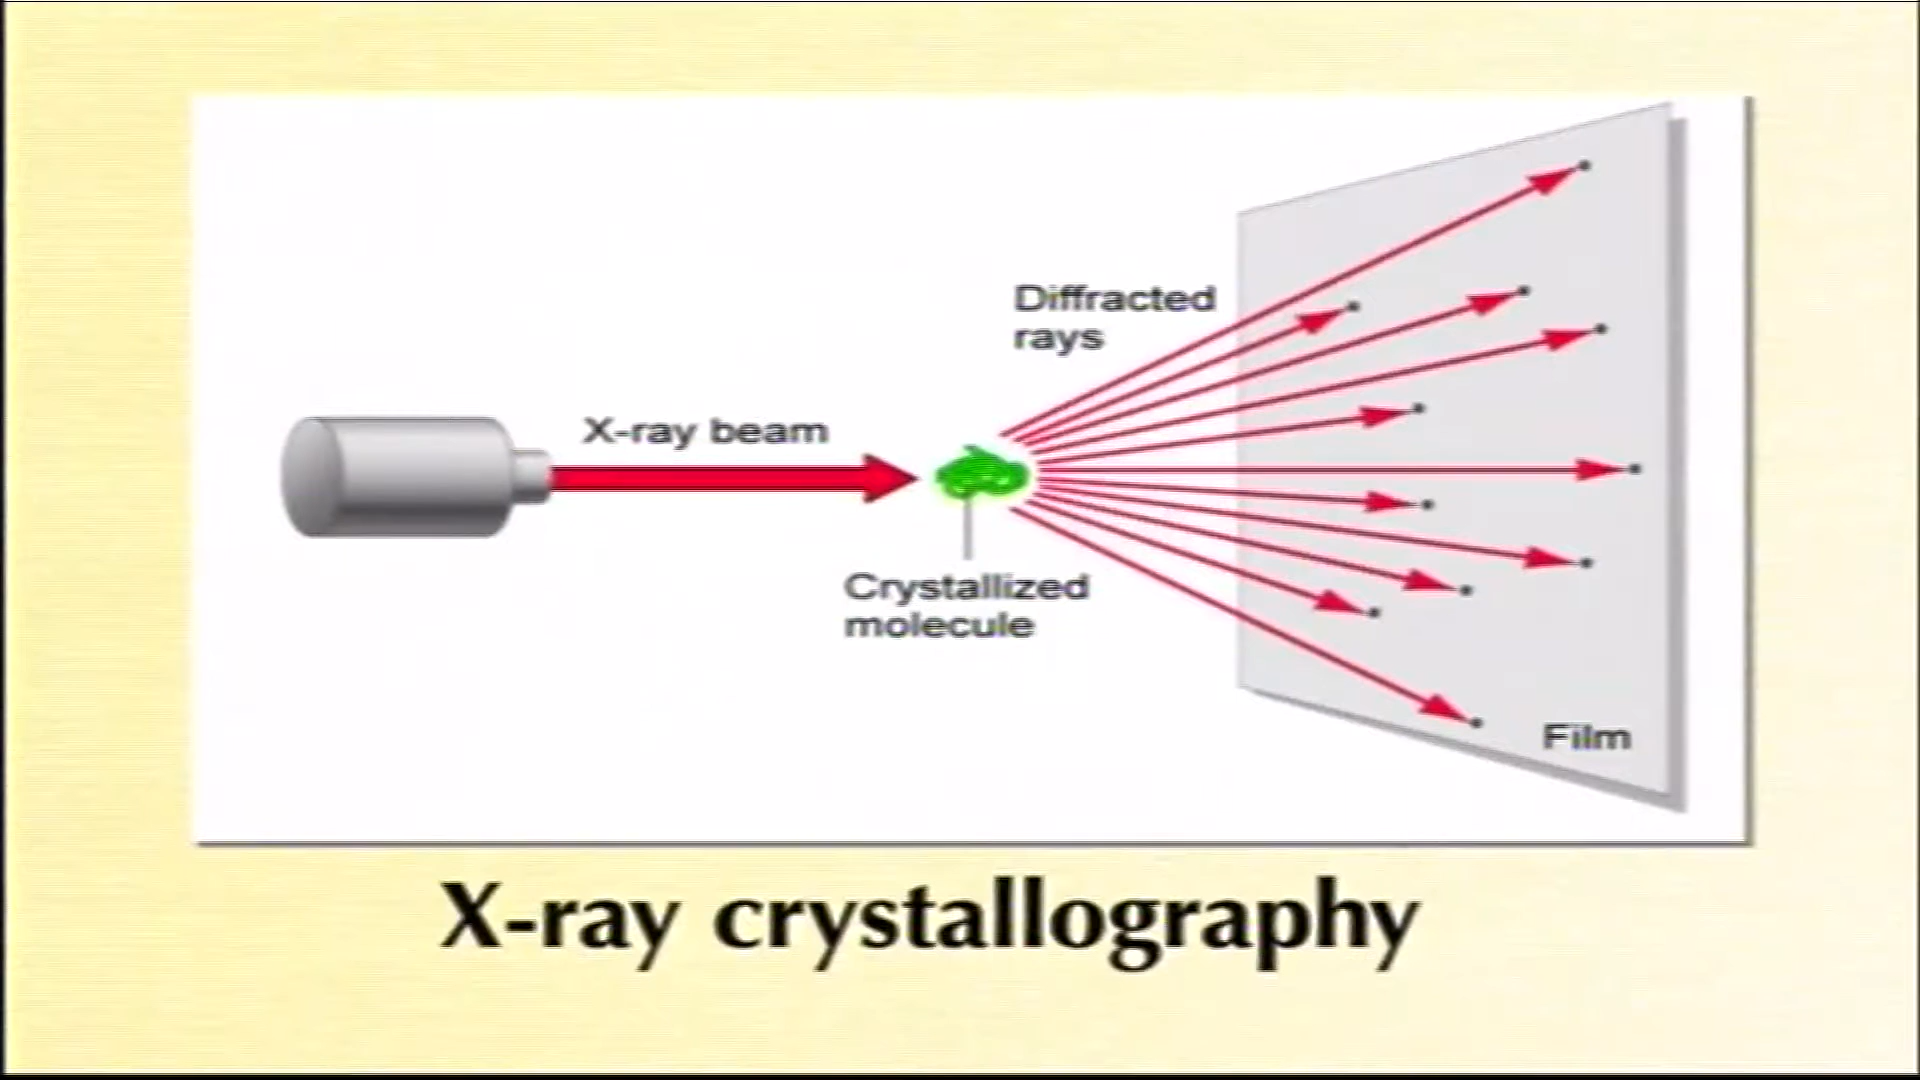 Diffracted
rays
X-ray beam
Crystallized
molecule
Film
X-ray crystallography